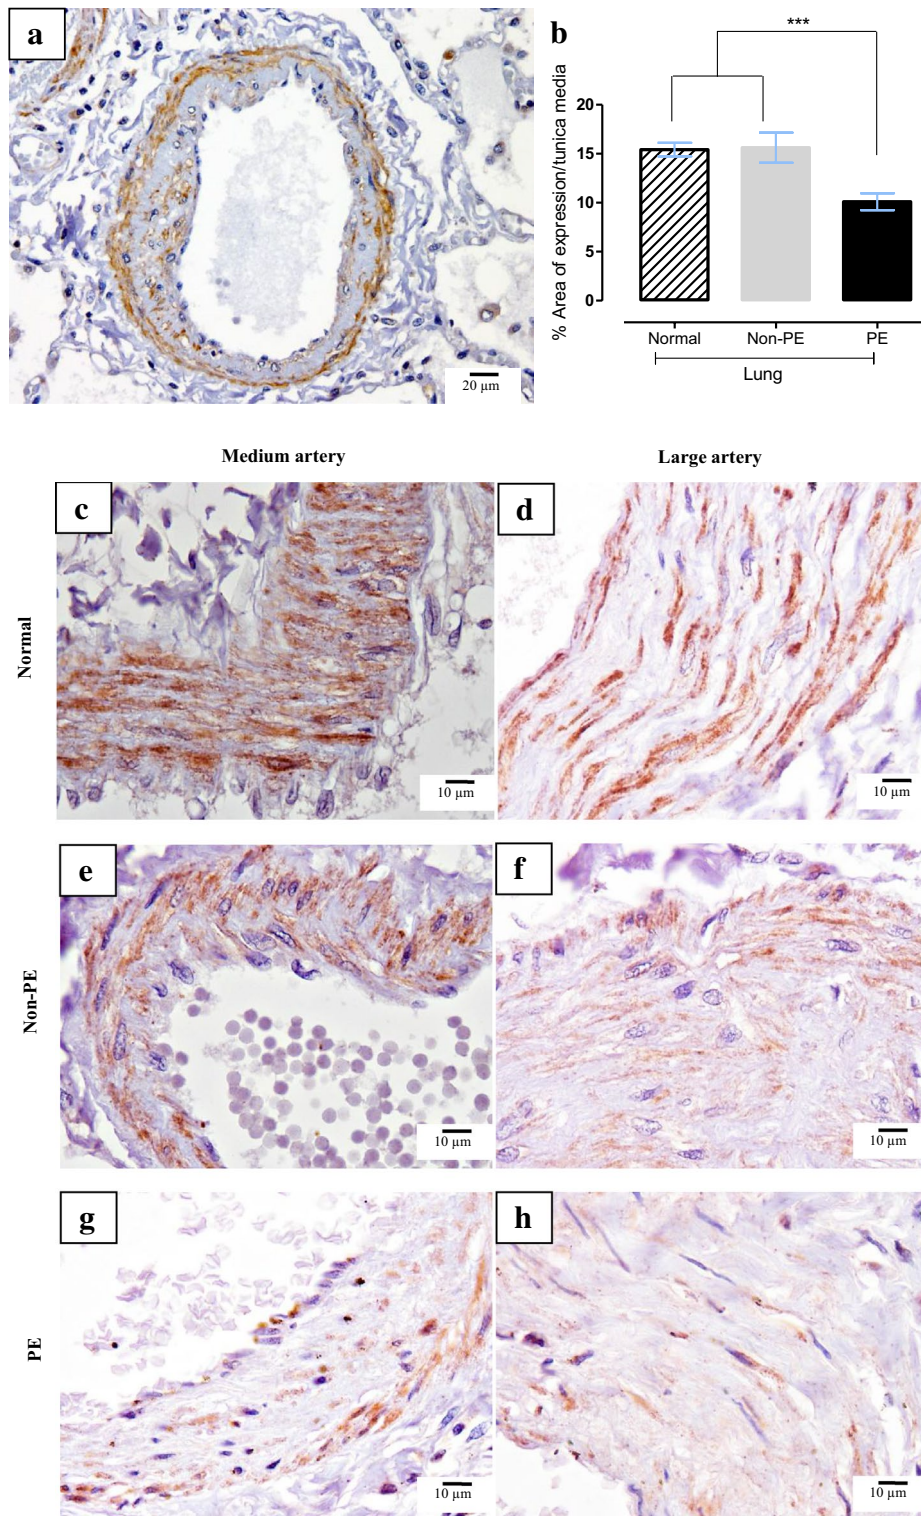 a
20 µm
b
***
% Area of expression/tunica media
20
15
10
5
0
Normal Non-PE PE
Lung
Medium artery Large artery
Normal
c
10 µm
d
10 µm
Non-PE
e
10 µm
f
10 µm
PE
g
10 µm
h
10 µm